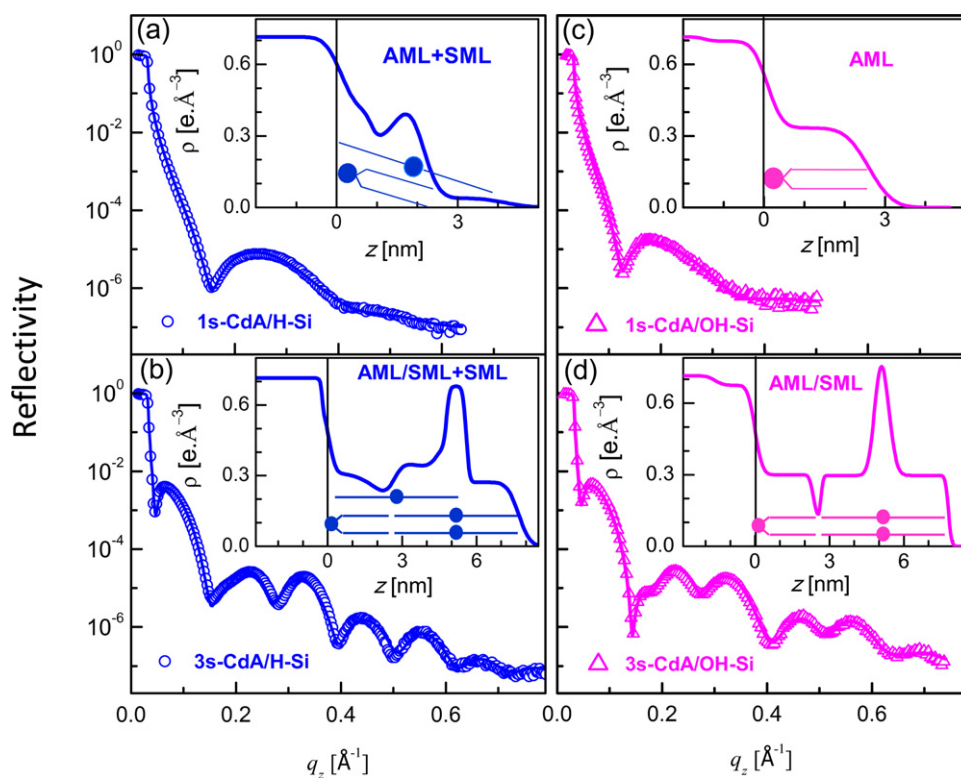 Reflectivity
(a)
10⁰
10⁻²
10⁻⁴
10⁻⁶
ρ [e.Å⁻³]
0.6
0.3
0.0
AML+SML
0 3
z [nm]
1s-CdA/H-Si
(c)
ρ [e.Å⁻³]
0.6
0.3
0.0
AML
0 3
z [nm]
1s-CdA/OH-Si
(b)
10⁰
10⁻²
10⁻⁴
10⁻⁶
ρ [e.Å⁻³]
0.6
0.3
0.0
AML/SML+SML
0 3 6
z [nm]
3s-CdA/H-Si
0.0 0.2 0.4 0.6
q_z [Å⁻¹]
(d)
ρ [e.Å⁻³]
0.6
0.3
0.0
AML/SML
0 3 6
z [nm]
3s-CdA/OH-Si
0.0 0.2 0.4 0.6 0.8
q_z [Å⁻¹]